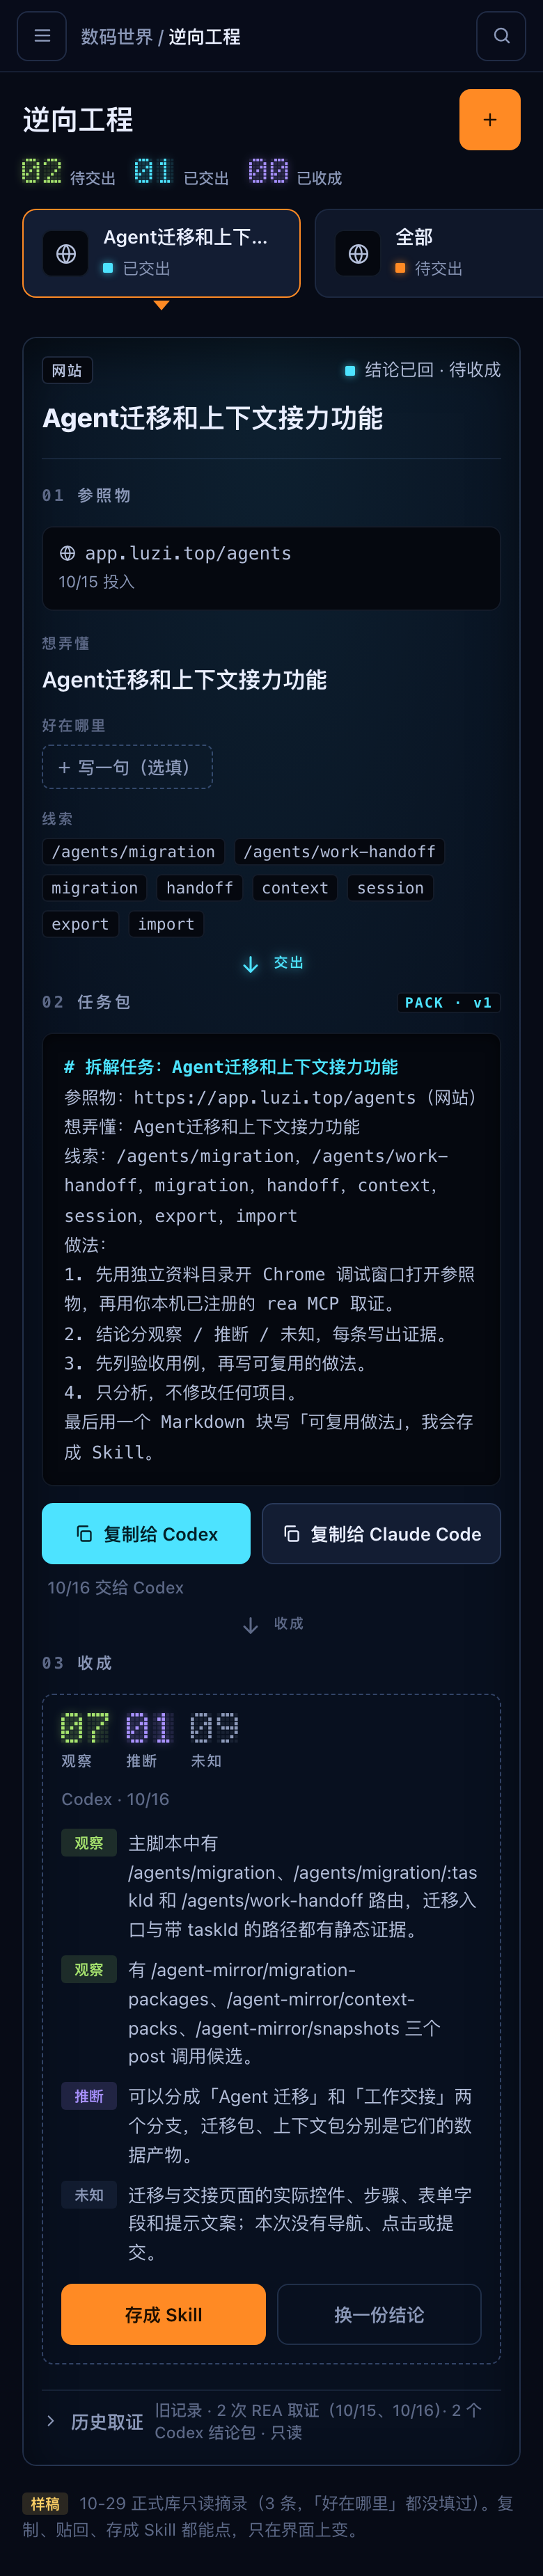 数码世界 / 逆向工程
逆向工程
+
02 待交出 01 已交出 00 已收成
Agent迁移和上下...
已交出
全部
待交出
网站
结论已回 · 待收成
Agent迁移和上下文接力功能
01 参照物
app.luzi.top/agents
10/15 投入
想弄懂
Agent迁移和上下文接力功能
好在哪里
+ 写一句（选填）
线索
/agents/migration /agents/work-handoff
migration handoff context session
export import
↓ 交出
02 任务包
PACK · v1
# 拆解任务：Agent迁移和上下文接力功能
参照物：https://app.luzi.top/agents（网站）
想弄懂：Agent迁移和上下文接力功能
线索：/agents/migration，/agents/work-
handoff，migration，handoff，context，
session，export，import
做法：
1. 先用独立资料目录开 Chrome 调试窗口打开参照
物，再用你本机已注册的 rea MCP 取证。
2. 结论分观察 / 推断 / 未知，每条写出证据。
3. 先列验收用例，再写可复用的做法。
4. 只分析，不修改任何项目。
最后用一个 Markdown 块写「可复用做法」，我会存
成 Skill。
复制给 Codex
复制给 Claude Code
10/16 交给 Codex
↓ 收成
03 收成
07 01 09
观察 推断 未知
Codex · 10/16
观察
主脚本中有
/agents/migration、/agents/migration/:tas
kId 和 /agents/work-handoff 路由，迁移入
口与带 taskId 的路径都有静态证据。
观察
有 /agent-mirror/migration-
packages、/agent-mirror/context-
packs、/agent-mirror/snapshots 三个
post 调用候选。
推断
可以分成「Agent 迁移」和「工作交接」两
个分支，迁移包、上下文包分别是它们的数
据产物。
未知
迁移与交接页面的实际控件、步骤、表单字
段和提示文案；本次没有导航、点击或提
交。
存成 Skill
换一份结论
历史取证
旧记录 · 2 次 REA 取证（10/15、10/16）· 2 个
Codex 结论包 · 只读
样稿 10-29 正式库只读摘录（3 条，「好在哪里」都没填过）。复
制、贴回、存成 Skill 都能点，只在界面上变。